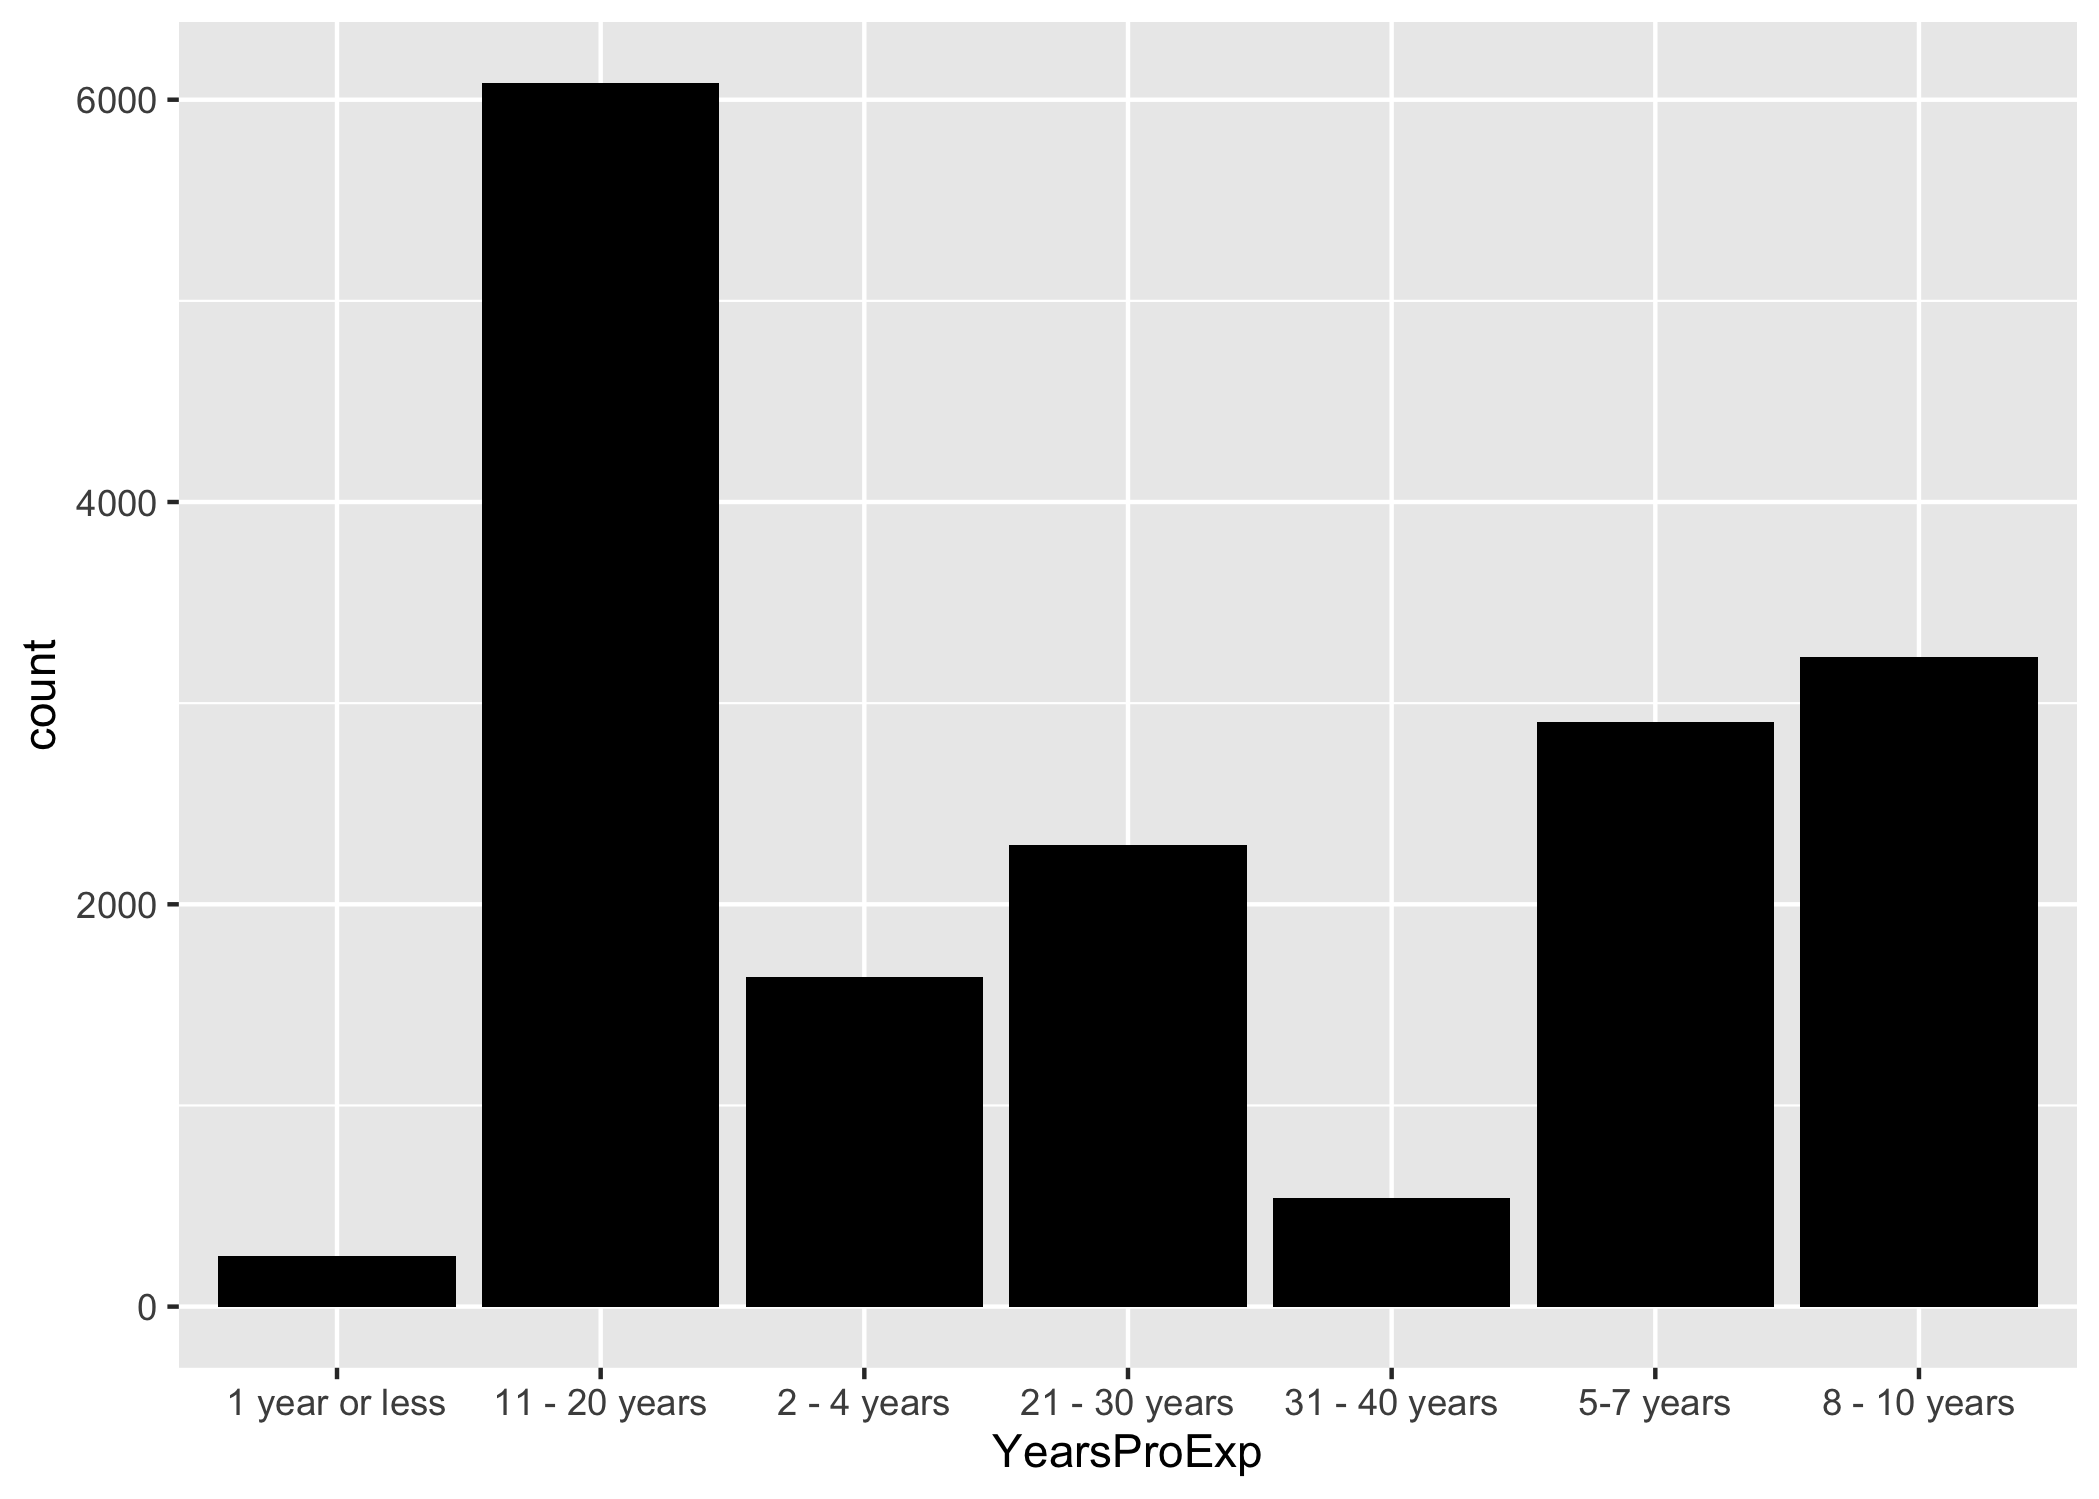 6000
4000
2000
0
count
1 year or less 11 - 20 years 2 - 4 years 21 - 30 years 31 - 40 years 5-7 years 8 - 10 years
YearsProExp